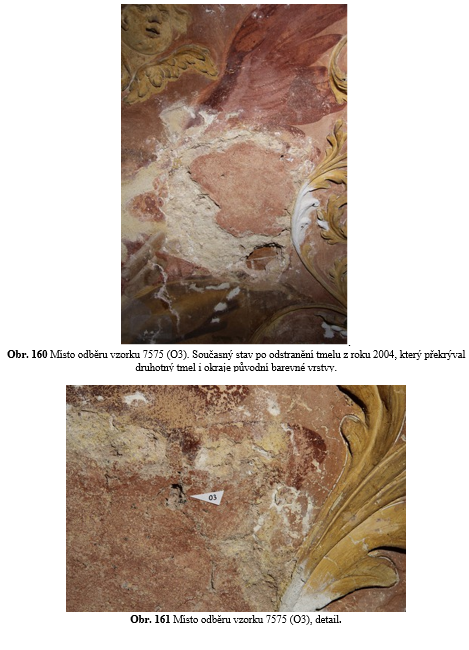 Obr. 160 Místo odběru vzorku 7575 (O3). Současný stav po odstranění tmelu z roku 2004, který překrýval
druhotný tmel i okraje původní barevné vrstvy.
O3
Obr. 161 Místo odběru vzorku 7575 (O3), detail.